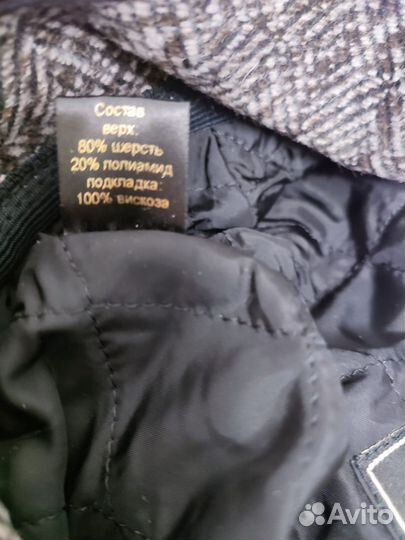 Состав
верх:
80% шерсть
20% полиамид
подкладка:
100% вискоза
Avito